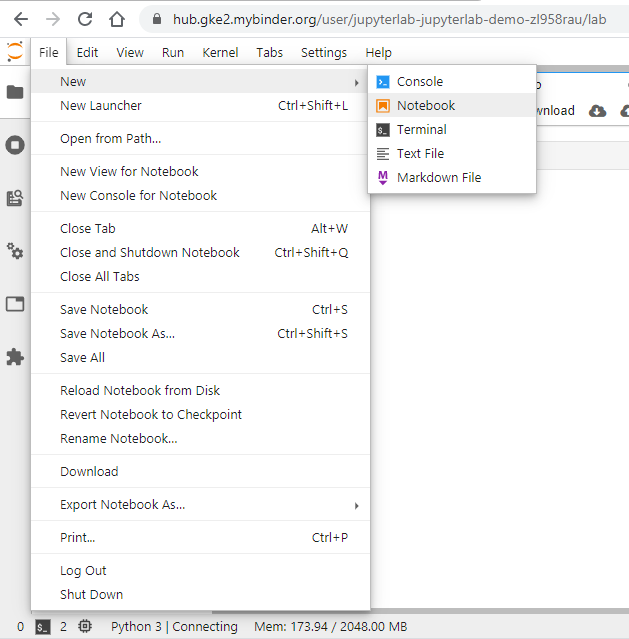 hub.gke2.mybinder.org/user/jupyterlab-jupyterlab-demo-zl958rau/lab
File Edit View Run Kernel Tabs Settings Help
New
New Launcher Ctrl+Shift+L
Open from Path...
New View for Notebook
New Console for Notebook
Close Tab Alt+W
Close and Shutdown Notebook Ctrl+Shift+Q
Close All Tabs
Save Notebook Ctrl+S
Save Notebook As... Ctrl+Shift+S
Save All
Reload Notebook from Disk
Revert Notebook to Checkpoint
Rename Notebook...
Download
Export Notebook As...
Print... Ctrl+P
Log Out
Shut Down
Console
Notebook
Terminal
Text File
Markdown File
wnload
0 $_ 2 Python 3 | Connecting Mem: 173.94 / 2048.00 MB